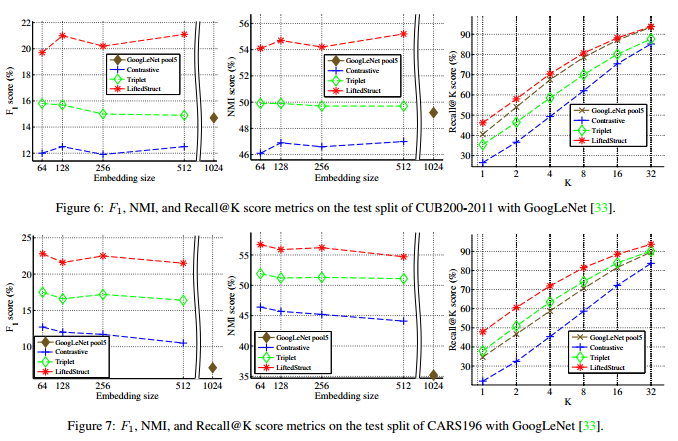 22
20
18
16
14
12
F1 score (%)
64 128 256 512 1024
Embedding size
GoogLeNet pool5
Contrastive
Triplet
LiftedStruct
56
54
52
50
48
46
NMI score (%)
64 128 256 512 1024
Embedding size
GoogLeNet pool5
Contrastive
Triplet
LiftedStruct
90
80
70
60
50
40
30
Recall@ K score (%)
1 2 4 8 16 32
K
GoogLeNet pool5
Contrastive
Triplet
LiftedStruct
Figure 6: F1, NMI, and Recall@K score metrics on the test split of CUB200-2011 with GoogLeNet [33].
25
20
15
10
F1 score (%)
64 128 256 512 1024
Embedding size
GoogLeNet pool5
Contrastive
Triplet
LiftedStruct
55
50
45
40
35
NMI score (%)
64 128 256 512 1024
Embedding size
GoogLeNet pool5
Contrastive
Triplet
LiftedStruct
90
80
70
60
50
40
30
Recall@ K score (%)
1 2 4 8 16 32
K
GoogLeNet pool5
Contrastive
Triplet
LiftedStruct
Figure 7: F1, NMI, and Recall@K score metrics on the test split of CARS196 with GoogLeNet [33].